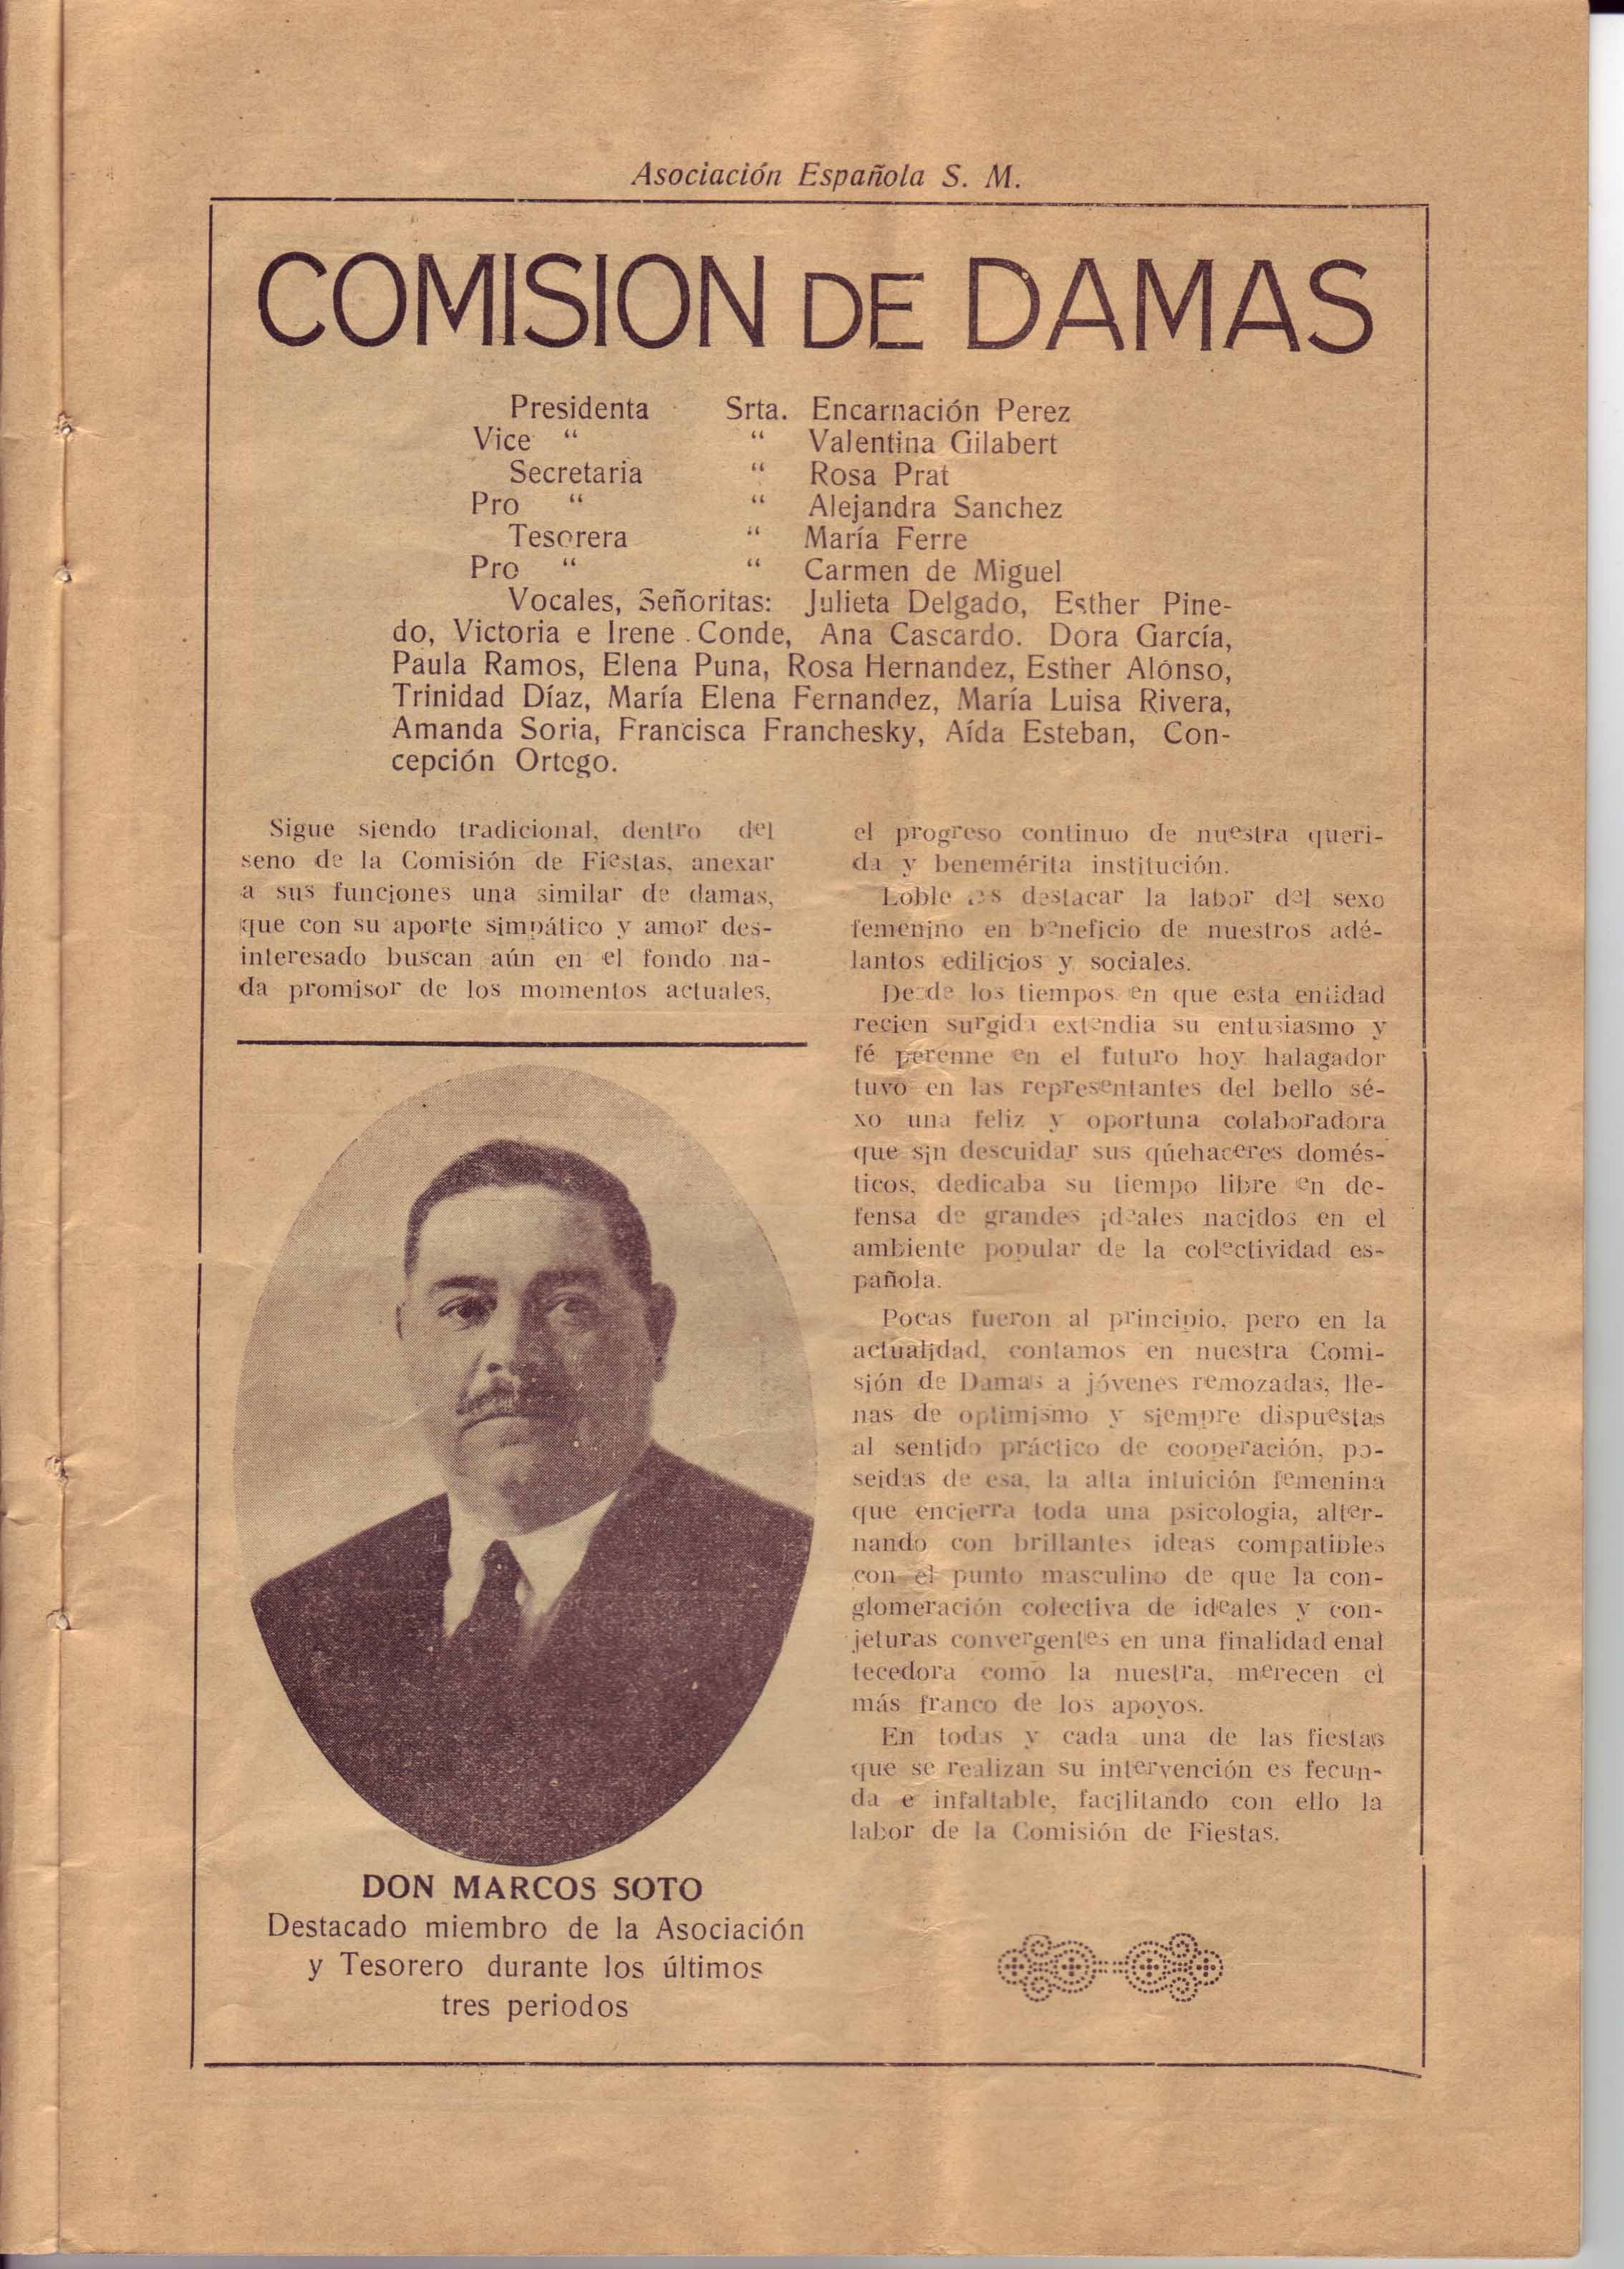 Asociación Española S. M.
COMISION DE DAMAS
Presidenta Srta. Encarnación Perez
Vice “ “ Valentina Gilabert
Secretaria “ Rosa Prat
Pro “ “ Alejandra Sanchez
Tesorera “ María Ferre
Pro “ “ Carmen de Miguel
Vocales, Señoritas: Julieta Delgado, Esther Pine-
do, Victoria e Irene Conde, Ana Cascardo. Dora García,
Paula Ramos, Elena Puna, Rosa Hernandez, Esther Alonso,
Trinidad Díaz, María Elena Fernandez, María Luisa Rivera,
Amanda Soria, Francisca Franchesky, Aída Esteban, Con-
cepción Ortego.
Sigue siendo tradicional, dentro del
seno de la Comisión de Fiestas, anexar
a sus funciones una similar de damas,
que con su aporte simpático y amor des-
interesado buscan aún en el fondo na-
da promisor de los momentos actuales,
el progreso continuo de nuestra queri-
da y benemérita institución.
Loble es destacar la labor del sexo
femenino en beneficio de nuestros adé-
lantos edilicios y sociales.
Desde los tiempos en que esta entidad
recien surgida extendia su entusiasmo y
fé perenne en el futuro hoy halagador
tuvo en las representantes del bello sé-
xo una feliz y oportuna colaboradora
que sin descuidar sus qúehaceres domés-
ticos, dedicaba su tiempo libre en de-
fensa de grandes ideales nacidos en el
ambiente popular de la colectividad es-
pañola.
Pocas fueron al principio, pero en la
actualidad, contamos en nuestra Comi-
sión de Damas a jóvenes remozadas, lle-
nas de optimismo y siempre dispuestas
al sentido práctico de cooperación, po-
seidas de esa, la alta intuición femenina
que encierra toda una psicologia, alter-
nando con brillantes ideas compatibles
con el punto masculino de que la con-
glomeración colectiva de ideales y con-
jeturas convergentes en una finalidad enal
tecedora como la nuestra, merecen el
más franco de los apoyos.
En todas y cada una de las fiestas
que se realizan su intervención es fecun-
da e infaltable, facilitando con ello la
labor de la Comisión de Fiestas.
DON MARCOS SOTO
Destacado miembro de la Asociación
y Tesorero durante los últimos
tres periodos